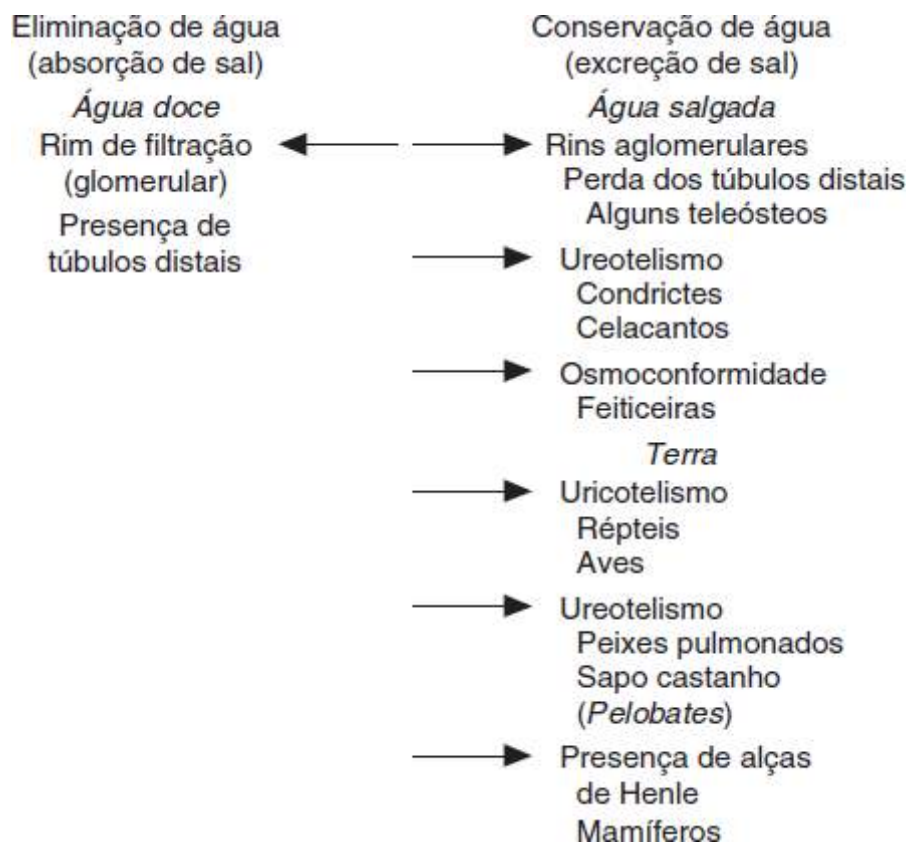 Eliminação de água
(absorção de sal)
Água doce
Rim de filtração
(glomerular)
Presença de
túbulos distais
Conservação de água
(excreção de sal)
Água salgada
Rins aglomerulares
Perda dos túbulos distais
Alguns teleósteos
Ureotelismo
Condrictes
Celacantos
Osmoconformidade
Feiticeiras
Terra
Uricotelismo
Répteis
Aves
Ureotelismo
Peixes pulmonados
Sapo castanho
(Pelobates)
Presença de alças
de Henle
Mamíferos